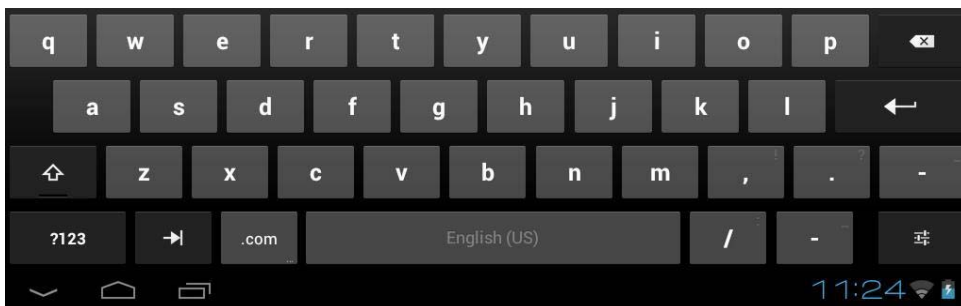 q w e r t y u i o p
a s d f g h j k l
z x c v b n m , ! . ? - _
?123 .com ... English (US) / : - _
11:24